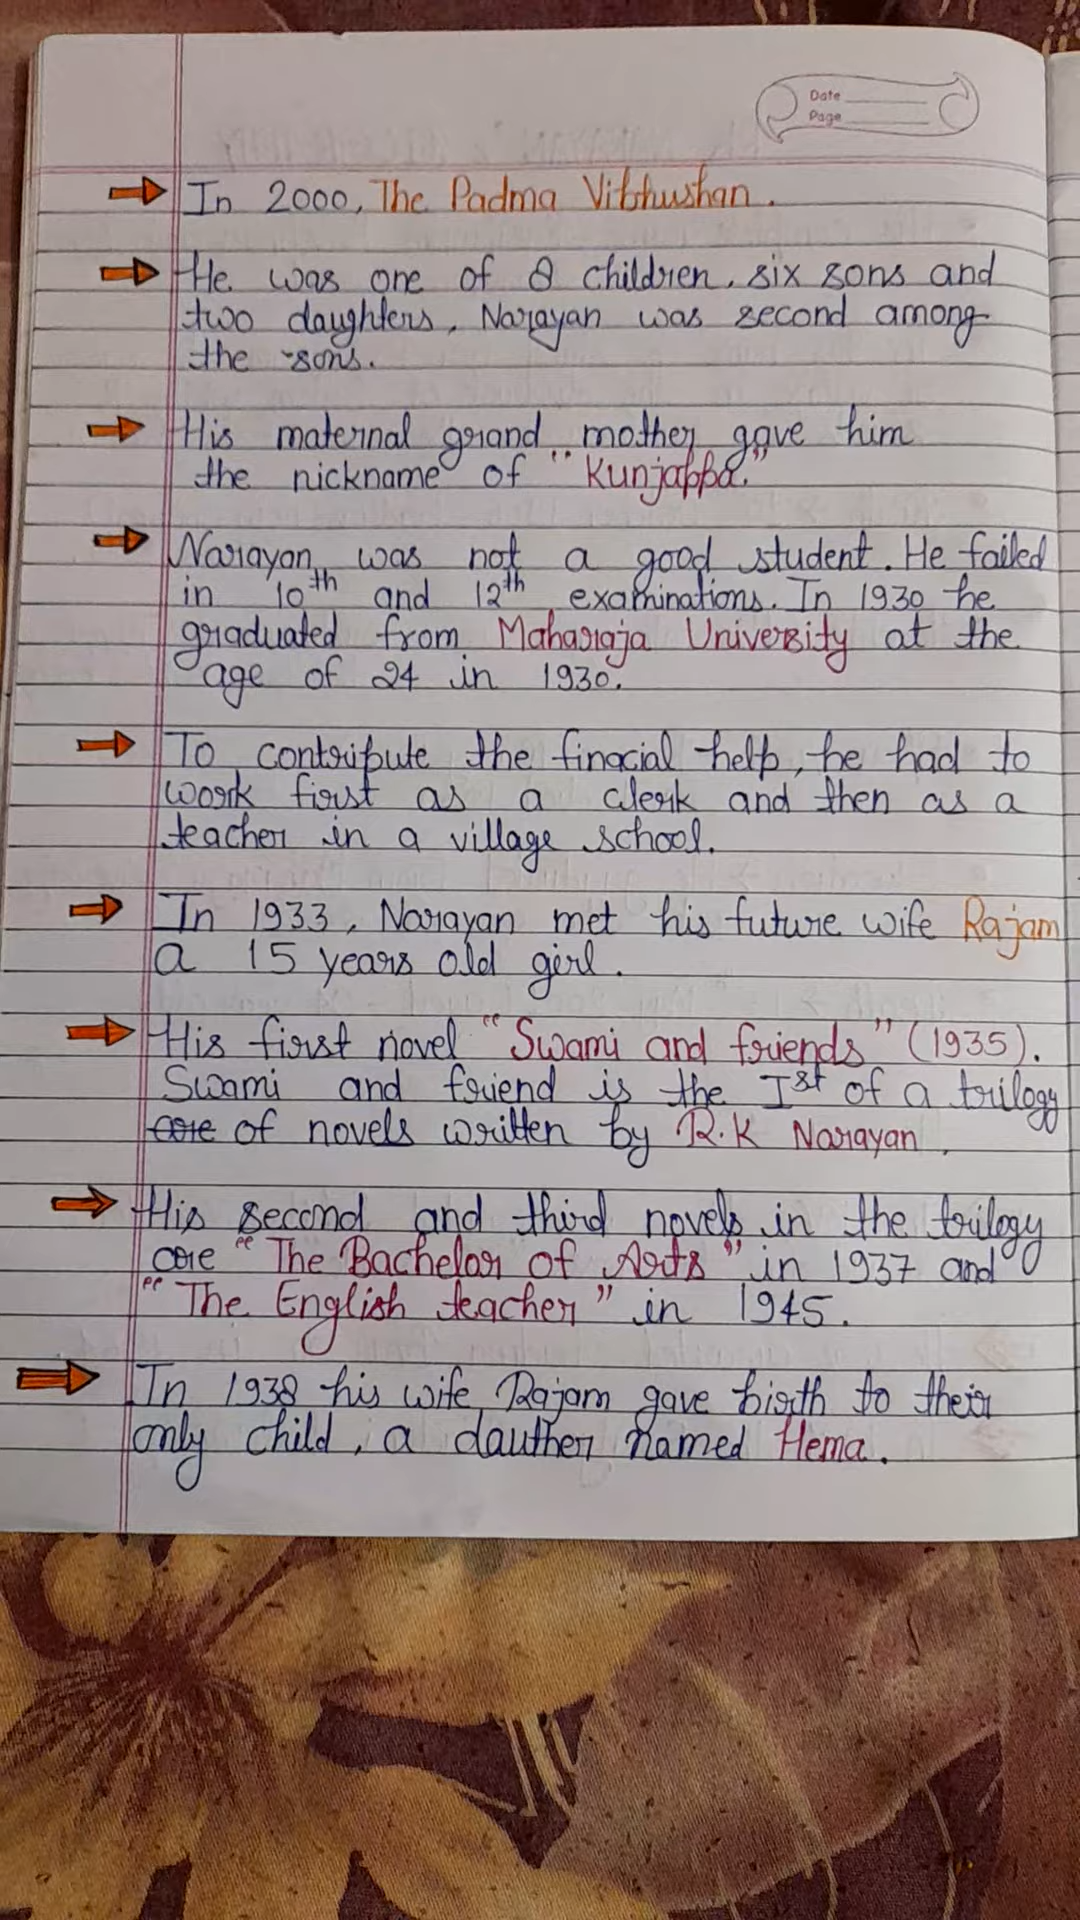 Date
Page
In 2000, The Padma Vibhushan.
He was one of 8 children, six sons and
two daughters, Narayan was second among
the sons.
His maternal grand mother gave him
the nickname of "Kunjappa."
Narayan was not a good student. He failed
in 10th and 12th examinations. In 1930 he
graduated from Maharaja University at the
age of 24 in 1930.
To contribute the finacial help, he had to
work first as a clerk and then as a
teacher in a village school.
In 1933, Narayan met his future wife Rajam
a 15 years old girl.
His first novel "Swami and friends" (1935).
Swami and friend is the Ist of a trilogy
are of novels written by R.K Narayan.
His second and third novels in the trilogy
are "The Bachelor of Arts" in 1937 and
"The English teacher" in 1945.
In 1938 his wife Rajam gave birth to their
only child, a dauther named Hema.